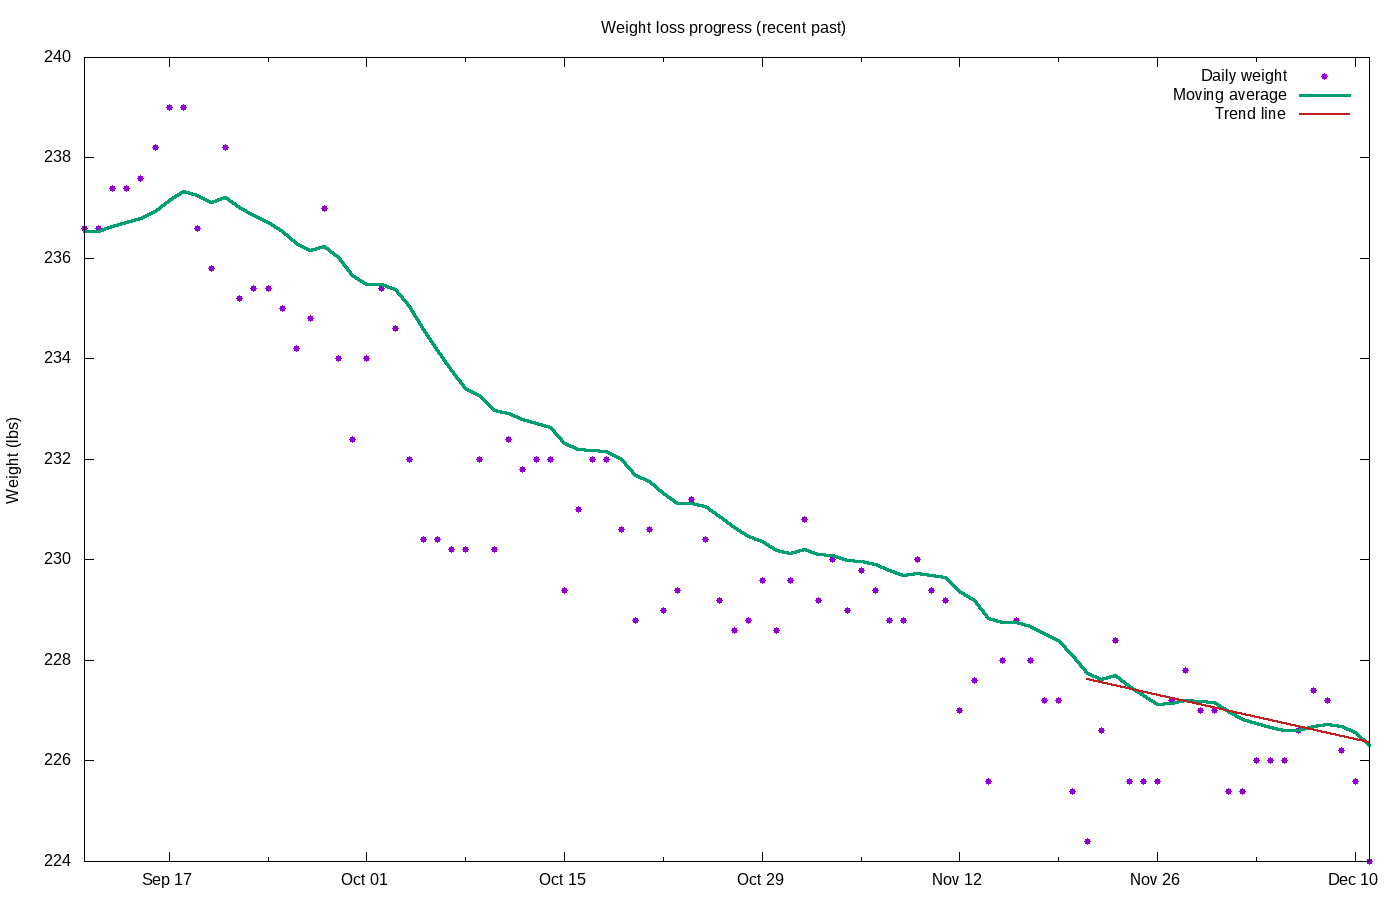 Weight loss progress (recent past)
240
238
236
234
232
230
228
226
224
Weight (lbs)
Daily weight
Moving average
Trend line
Sep 17
Oct 01
Oct 15
Oct 29
Nov 12
Nov 26
Dec 10